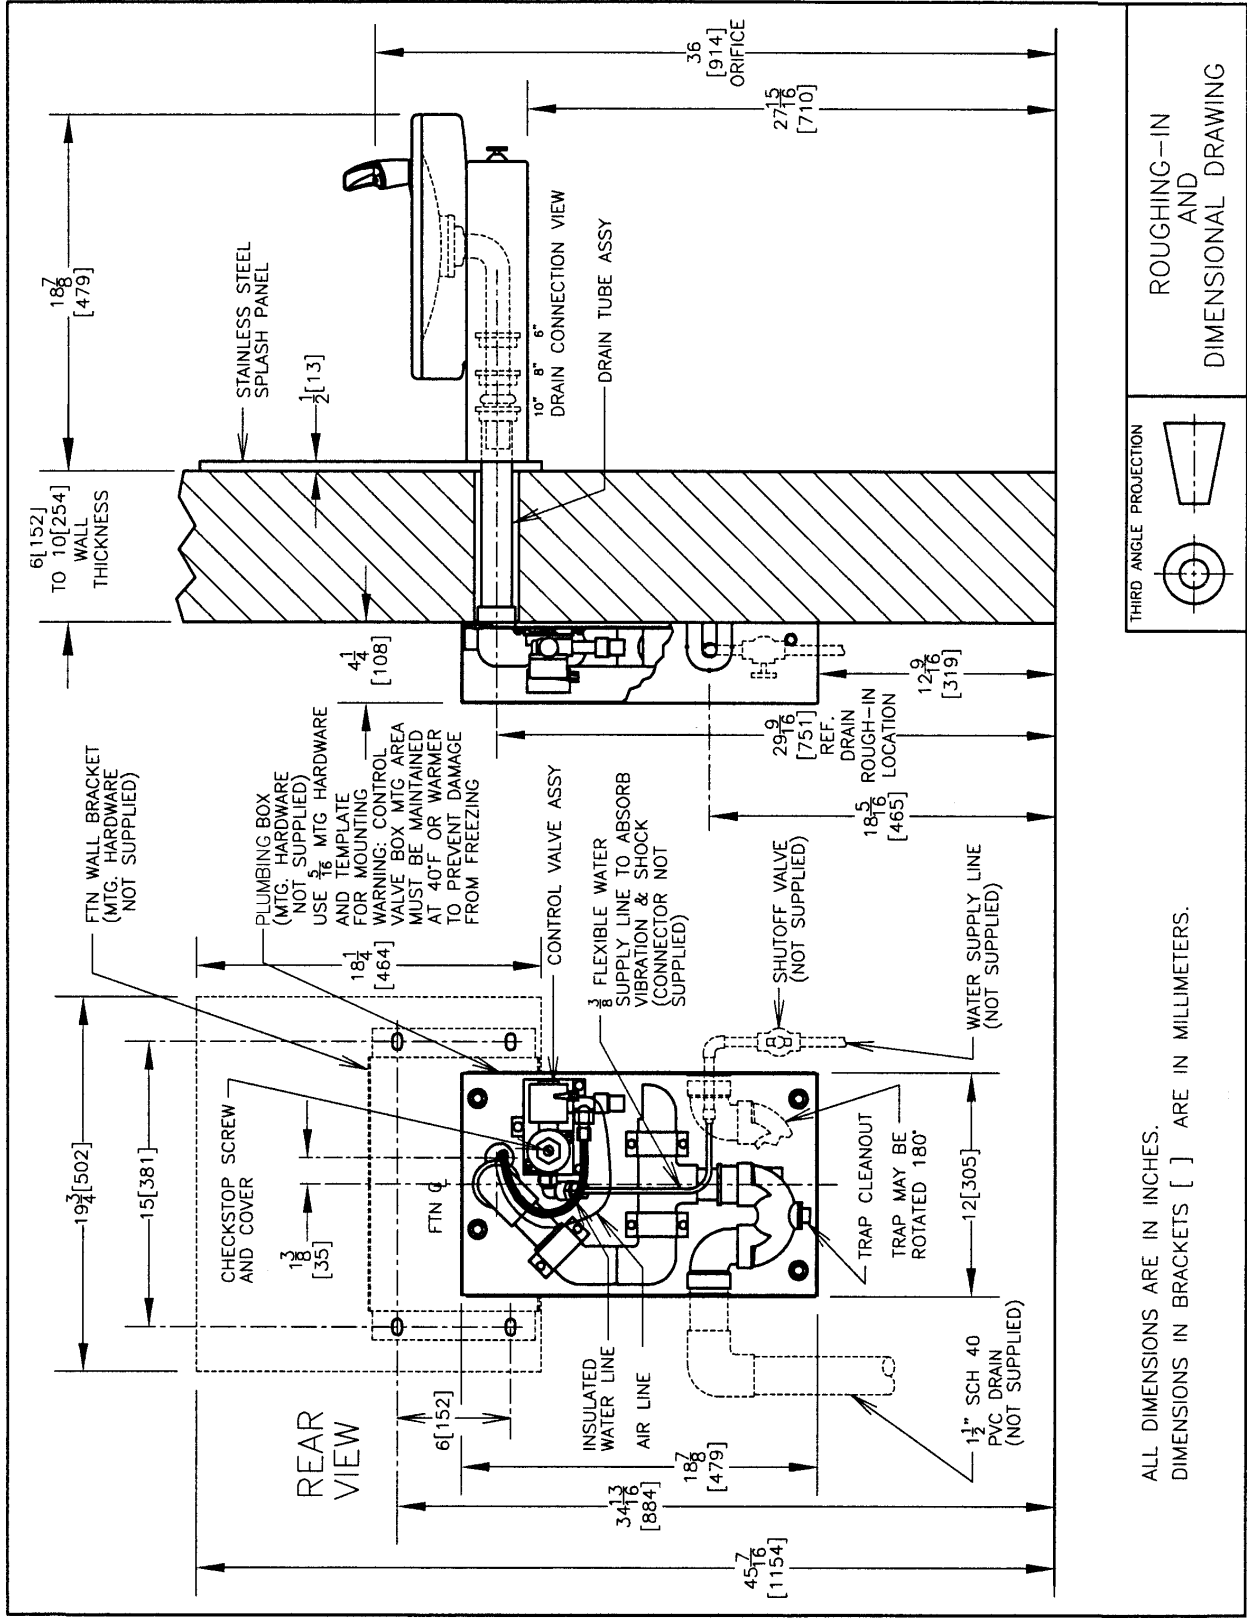 REAR
VIEW
19 3/4[502]
15[381]
1 3/8
[35]
CHECKSTOP SCREW
AND COVER
FTN ℄
6[152]
18 1/4
[464]
FTN WALL BRACKET
(MTG. HARDWARE
NOT SUPPLIED)
PLUMBING BOX
(MTG. HARDWARE
NOT SUPPLIED)
USE 5/16 MTG HARDWARE
AND TEMPLATE
FOR MOUNTING
WARNING: CONTROL
VALVE BOX MTG AREA
MUST BE MAINTAINED
AT 40°F OR WARMER
TO PREVENT DAMAGE
FROM FREEZING
CONTROL VALVE ASSY
3/8 FLEXIBLE WATER
SUPPLY LINE TO ABSORB
VIBRATION & SHOCK
(CONNECTOR NOT
SUPPLIED)
SHUTOFF VALVE
(NOT SUPPLIED)
WATER SUPPLY LINE
(NOT SUPPLIED)
INSULATED
WATER LINE
AIR LINE
18 7/8
[479]
34 13/16
[884]
45 7/16
[1154]
1 1/2" SCH 40
PVC DRAIN
(NOT SUPPLIED)
TRAP CLEANOUT
TRAP MAY BE
ROTATED 180°
12[305]
6[152]
TO 10[254]
WALL
THICKNESS
18 7/8
[479]
STAINLESS STEEL
SPLASH PANEL
1/2[13]
4 1/4
[108]
10" 8" 6"
DRAIN CONNECTION VIEW
DRAIN TUBE ASSY
36
[914]
ORIFICE
27 15/16
[710]
29 9/16
[751]
REF.
DRAIN
ROUGH-IN
LOCATION
18 5/16
[465]
12 9/16
[319]
ALL DIMENSIONS ARE IN INCHES.
DIMENSIONS IN BRACKETS [ ] ARE IN MILLIMETERS.
THIRD ANGLE PROJECTION
ROUGHING-IN
AND
DIMENSIONAL DRAWING